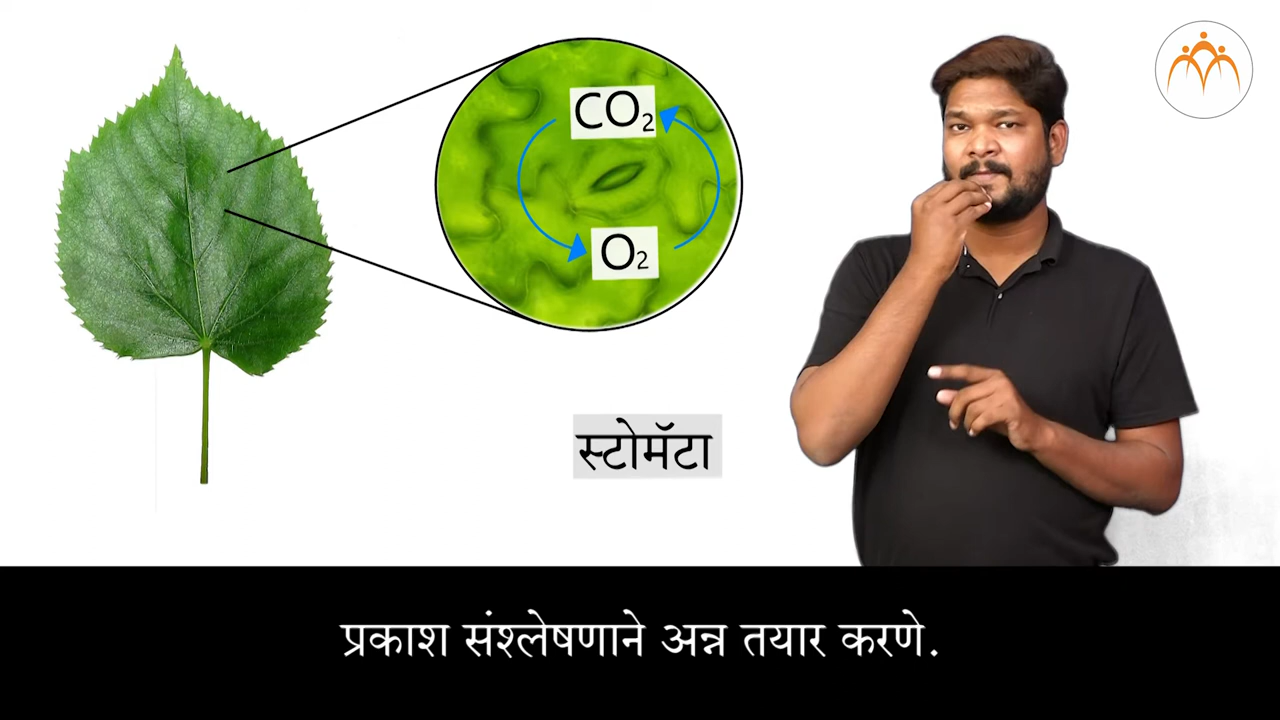 CO₂
O₂
स्टोमॅटा
प्रकाश संश्लेषणाने अन्न तयार करणे.